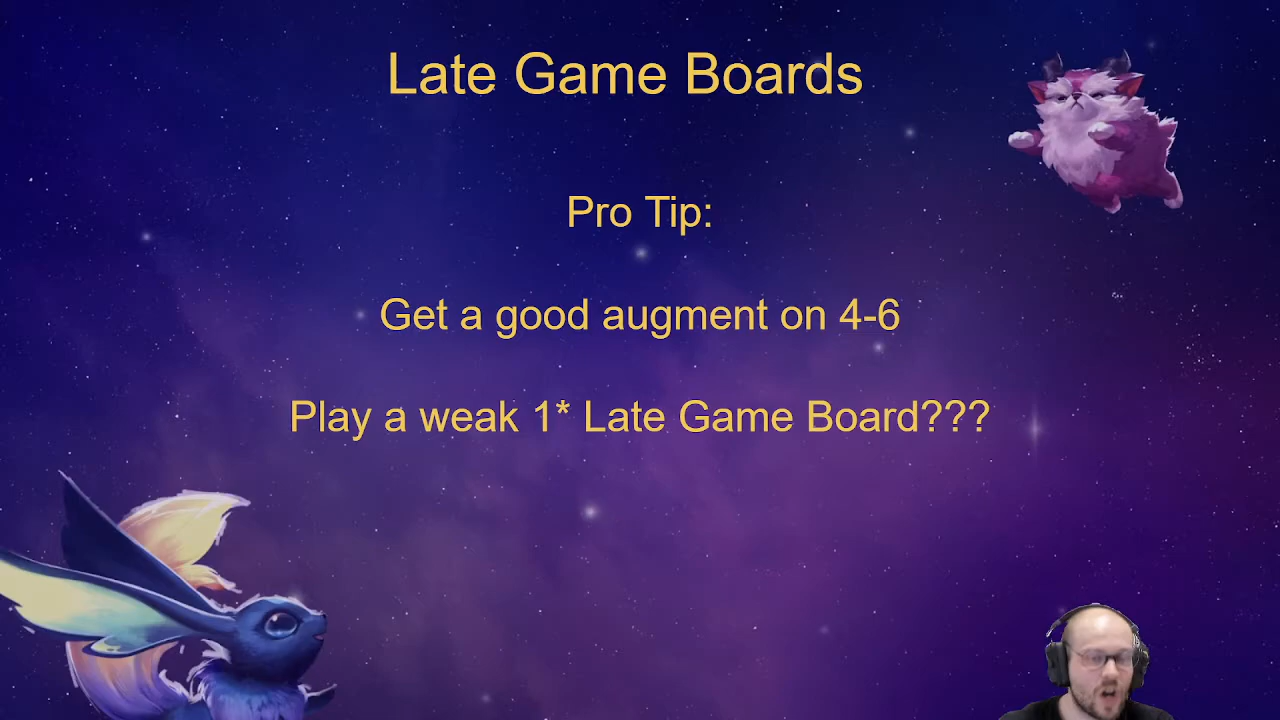 Late Game Boards
Pro Tip:
Get a good augment on 4-6
Play a weak 1* Late Game Board???